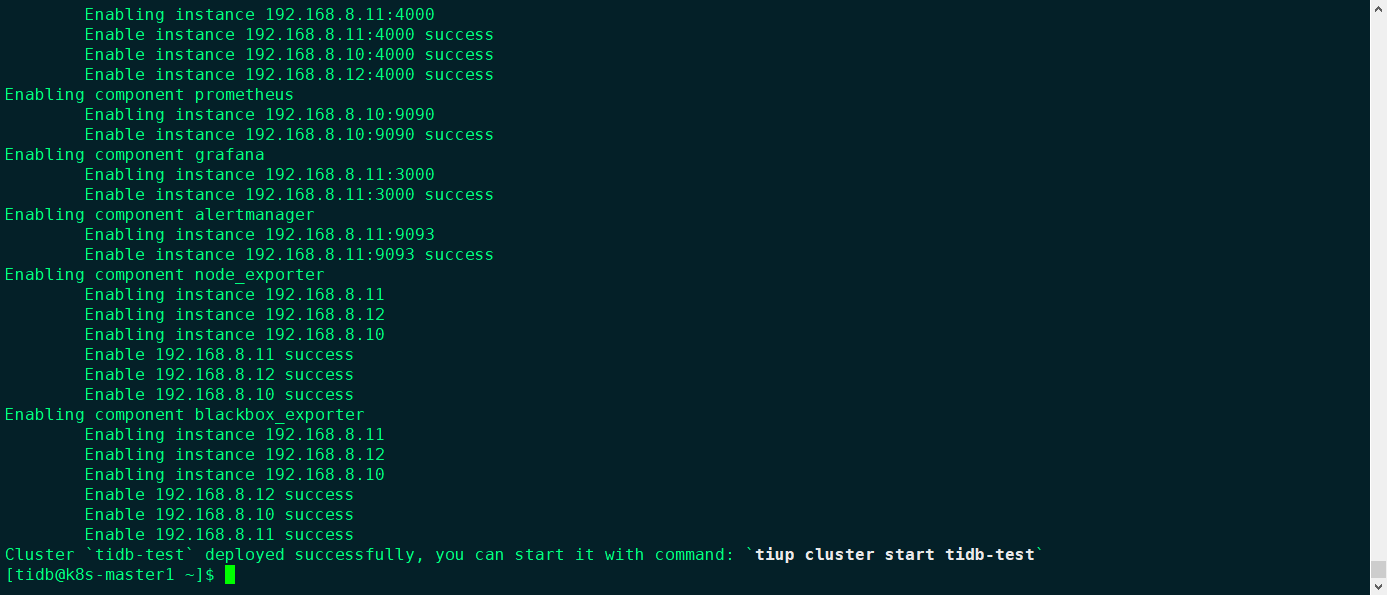 Enabling instance 192.168.8.11:4000
Enable instance 192.168.8.11:4000 success
Enable instance 192.168.8.10:4000 success
Enable instance 192.168.8.12:4000 success
Enabling component prometheus
Enabling instance 192.168.8.10:9090
Enable instance 192.168.8.10:9090 success
Enabling component grafana
Enabling instance 192.168.8.11:3000
Enable instance 192.168.8.11:3000 success
Enabling component alertmanager
Enabling instance 192.168.8.11:9093
Enable instance 192.168.8.11:9093 success
Enabling component node_exporter
Enabling instance 192.168.8.11
Enabling instance 192.168.8.12
Enabling instance 192.168.8.10
Enable 192.168.8.11 success
Enable 192.168.8.12 success
Enable 192.168.8.10 success
Enabling component blackbox_exporter
Enabling instance 192.168.8.11
Enabling instance 192.168.8.12
Enabling instance 192.168.8.10
Enable 192.168.8.12 success
Enable 192.168.8.10 success
Enable 192.168.8.11 success
Cluster `tidb-test` deployed successfully, you can start it with command: `tiup cluster start tidb-test`
[tidb@k8s-master1 ~]$